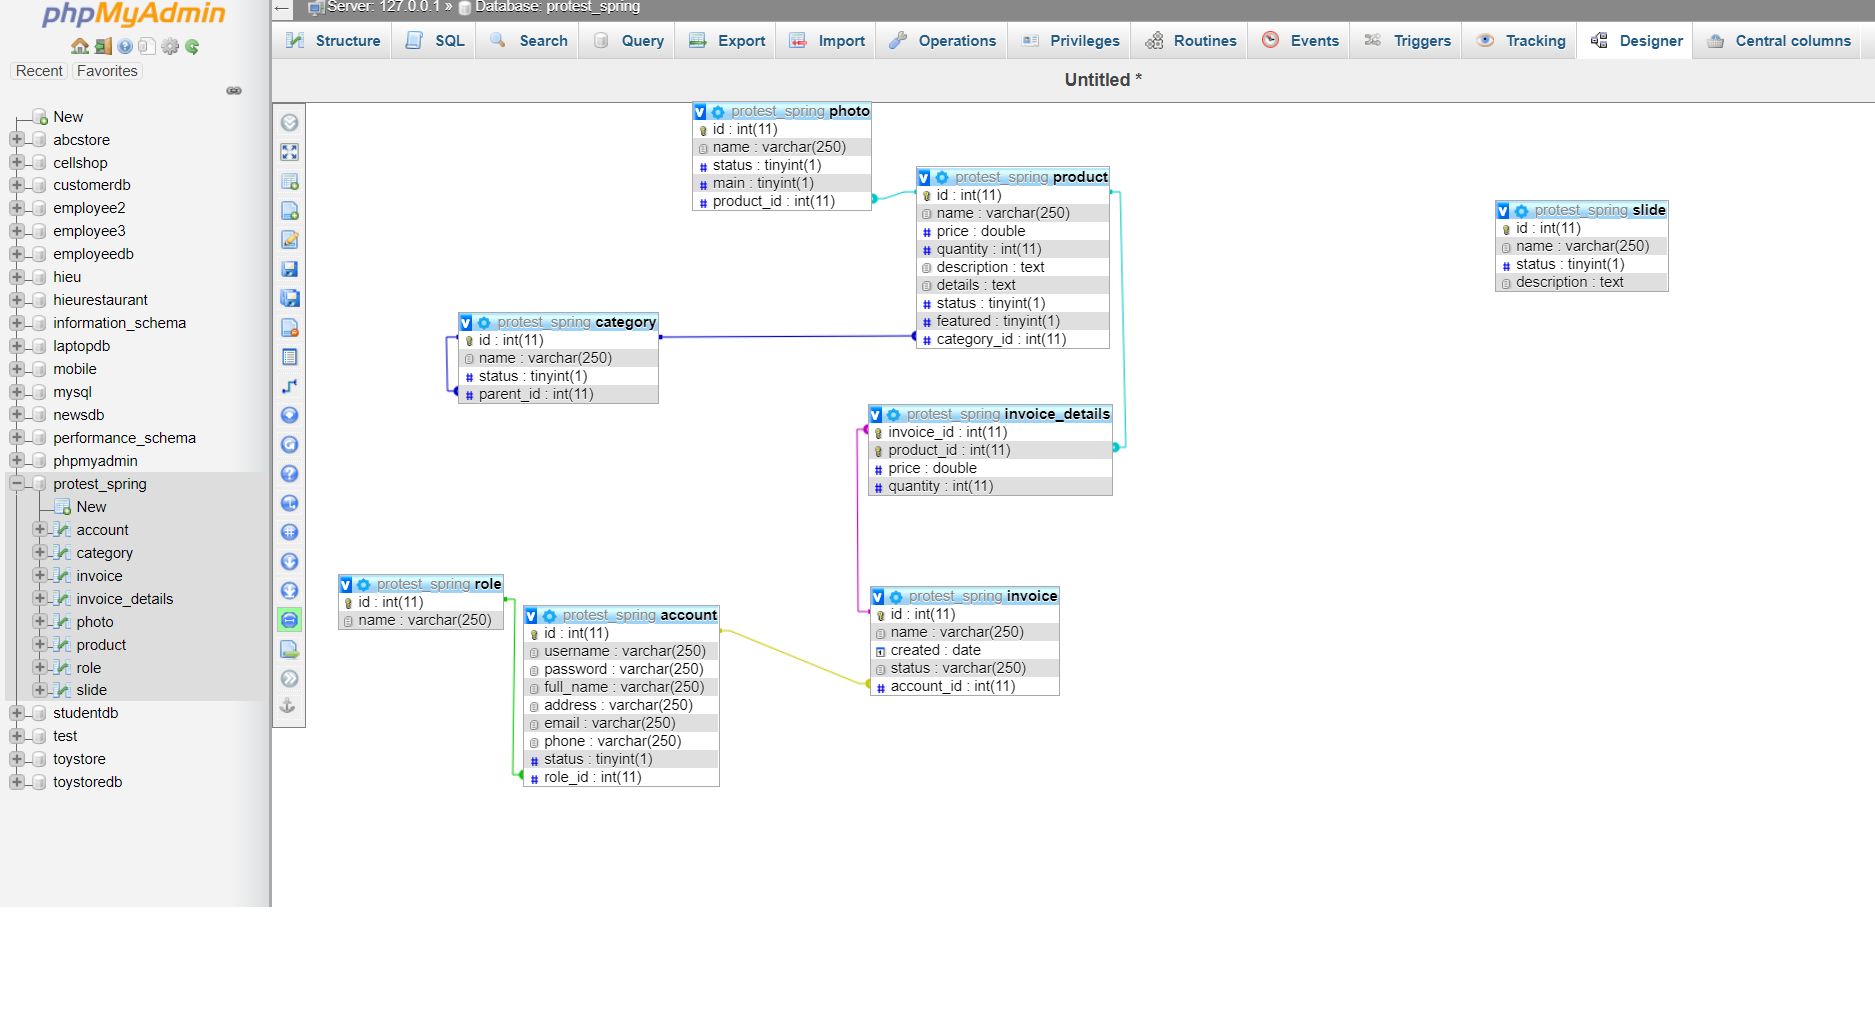 phpMyAdmin
Recent Favorites
New
abcstore
cellshop
customerdb
employee2
employee3
employeedb
hieu
hieurestaurant
information_schema
laptopdb
mobile
mysql
newsdb
performance_schema
phpmyadmin
protest_spring
New
account
category
invoice
invoice_details
photo
product
role
slide
studentdb
test
toystore
toystoredb
Server: 127.0.0.1 » Database: protest_spring
Structure SQL Search Query Export Import Operations Privileges Routines Events Triggers Tracking Designer Central columns
Untitled *
protest_spring photo
id : int(11)
name : varchar(250)
status : tinyint(1)
main : tinyint(1)
product_id : int(11)
protest_spring product
id : int(11)
name : varchar(250)
price : double
quantity : int(11)
description : text
details : text
status : tinyint(1)
featured : tinyint(1)
category_id : int(11)
protest_spring slide
id : int(11)
name : varchar(250)
status : tinyint(1)
description : text
protest_spring category
id : int(11)
name : varchar(250)
status : tinyint(1)
parent_id : int(11)
protest_spring invoice_details
invoice_id : int(11)
product_id : int(11)
price : double
quantity : int(11)
protest_spring role
id : int(11)
name : varchar(250)
protest_spring account
id : int(11)
username : varchar(250)
password : varchar(250)
full_name : varchar(250)
address : varchar(250)
email : varchar(250)
phone : varchar(250)
status : tinyint(1)
role_id : int(11)
protest_spring invoice
id : int(11)
name : varchar(250)
created : date
status : varchar(250)
account_id : int(11)